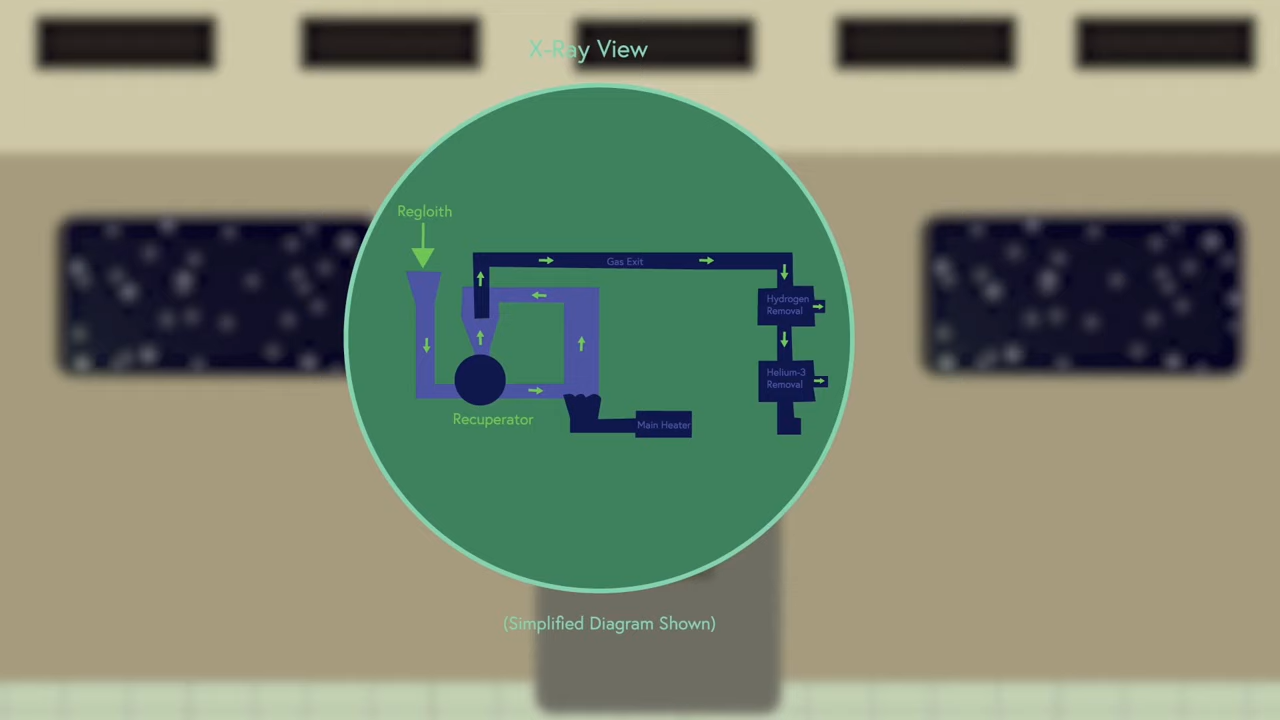 X-Ray View
Regloith
Gas Exit
Hydrogen
Removal
Helium-3
Removal
Recuperator
Main Heater
(Simplified Diagram Shown)